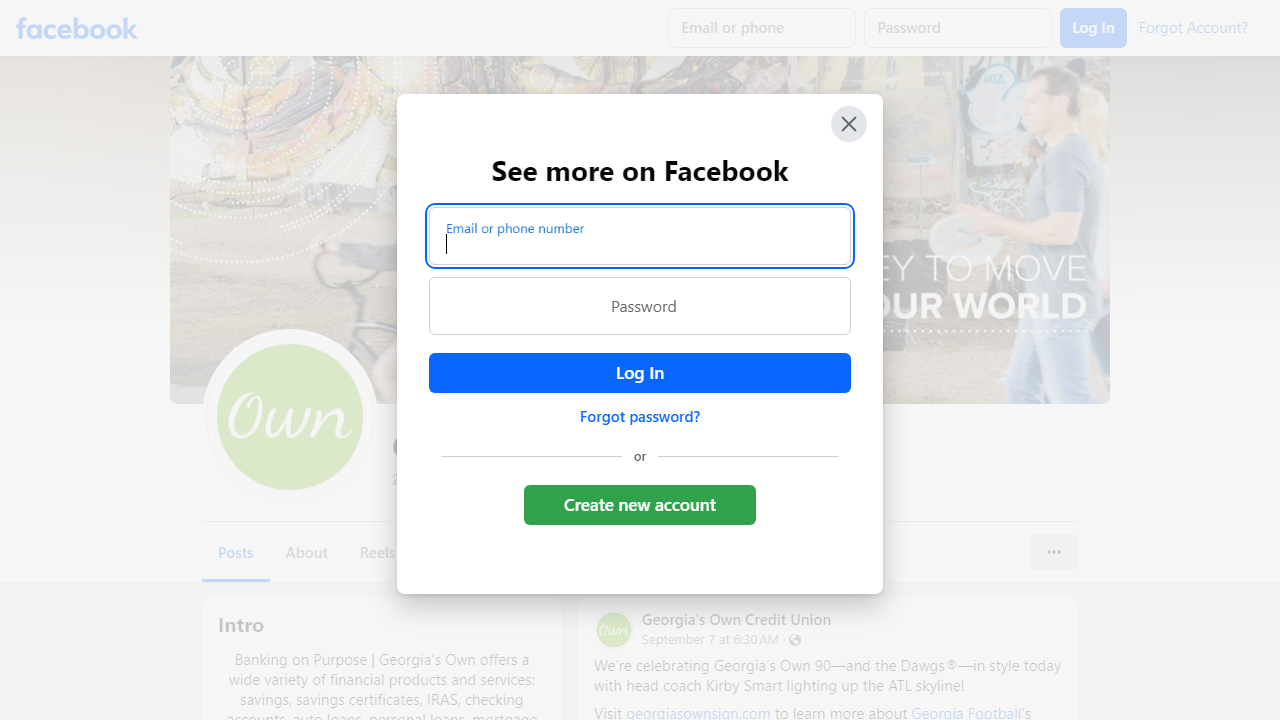 facebook
Email or phone
Password
Log In
Forgot Account?
MTA
See more on Facebook
Email or phone number
EY TO MOVE
OUR WORLD
Password
Log In
Forgot password?
Own
or
Create new account
Posts
About
Reels
Intro
Banking on Purpose | Georgia's Own offers a
wide variety of financial products and services:
savings, savings certificates, IRAS, checking
accounts, auto loans, personal loans, mortgage
Own
Georgia's Own Credit Union
September 7 at 6:30 AM ·
We're celebrating Georgia's Own 90—and the Dawgs®—in style today
with head coach Kirby Smart lighting up the ATL skyline!
Visit georgiasownsign.com to learn more about Georgia Football's